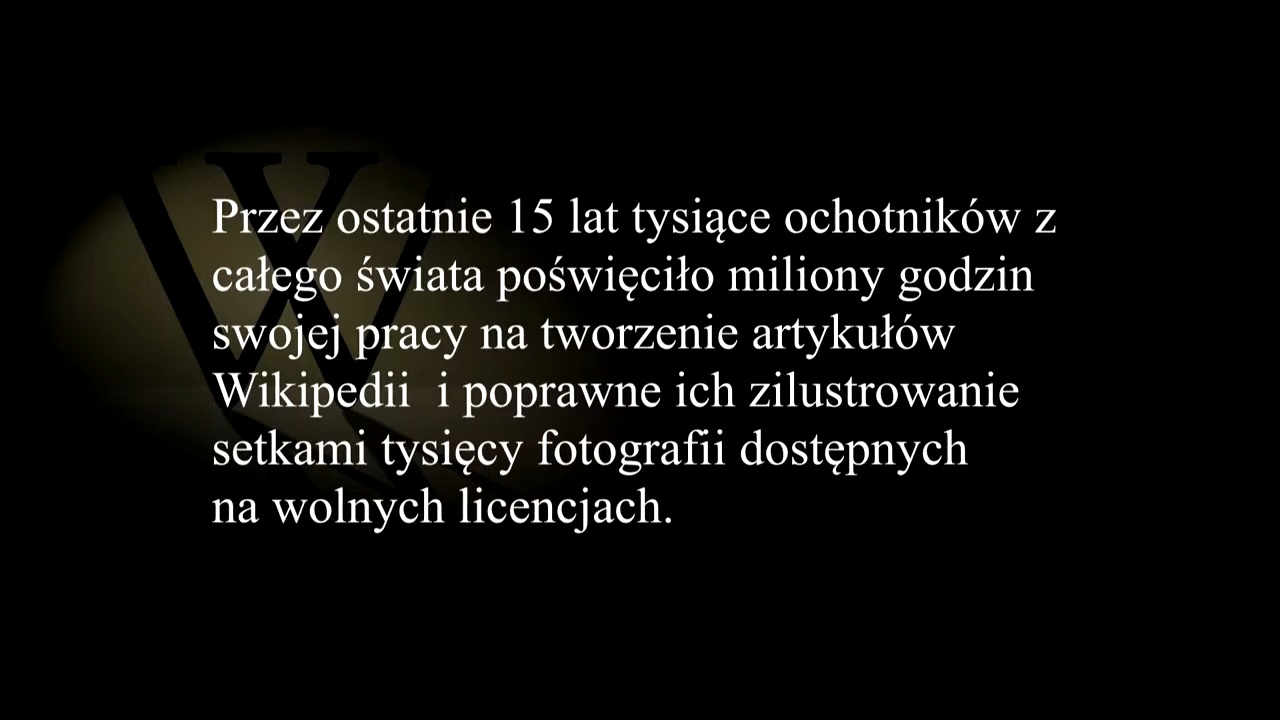 Przez ostatnie 15 lat tysiące ochotników z
całego świata poświęciło miliony godzin
swojej pracy na tworzenie artykułów
Wikipedii  i poprawne ich zilustrowanie
setkami tysięcy fotografii dostępnych
na wolnych licencjach.